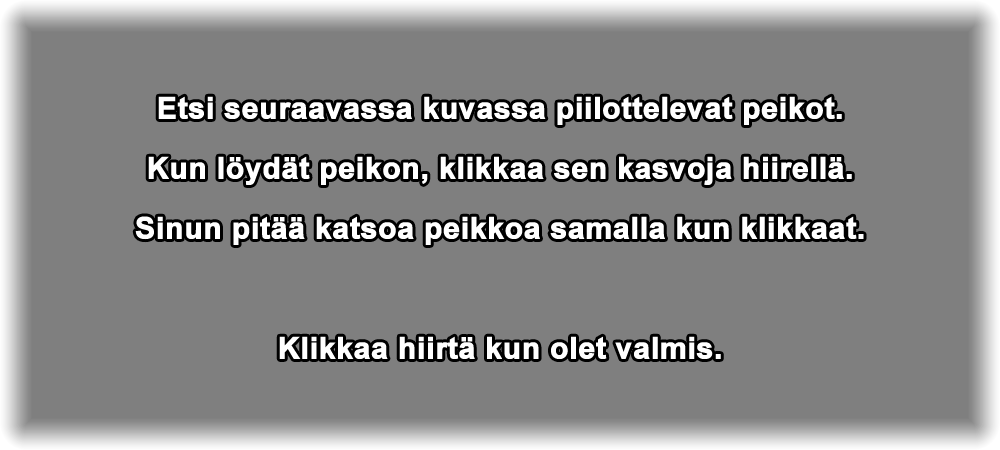 Etsi seuraavassa kuvassa piilottelevat peikot.
Kun löydät peikon, klikkaa sen kasvoja hiirellä.
Sinun pitää katsoa peikkoa samalla kun klikkaat.
Klikkaa hiirtä kun olet valmis.